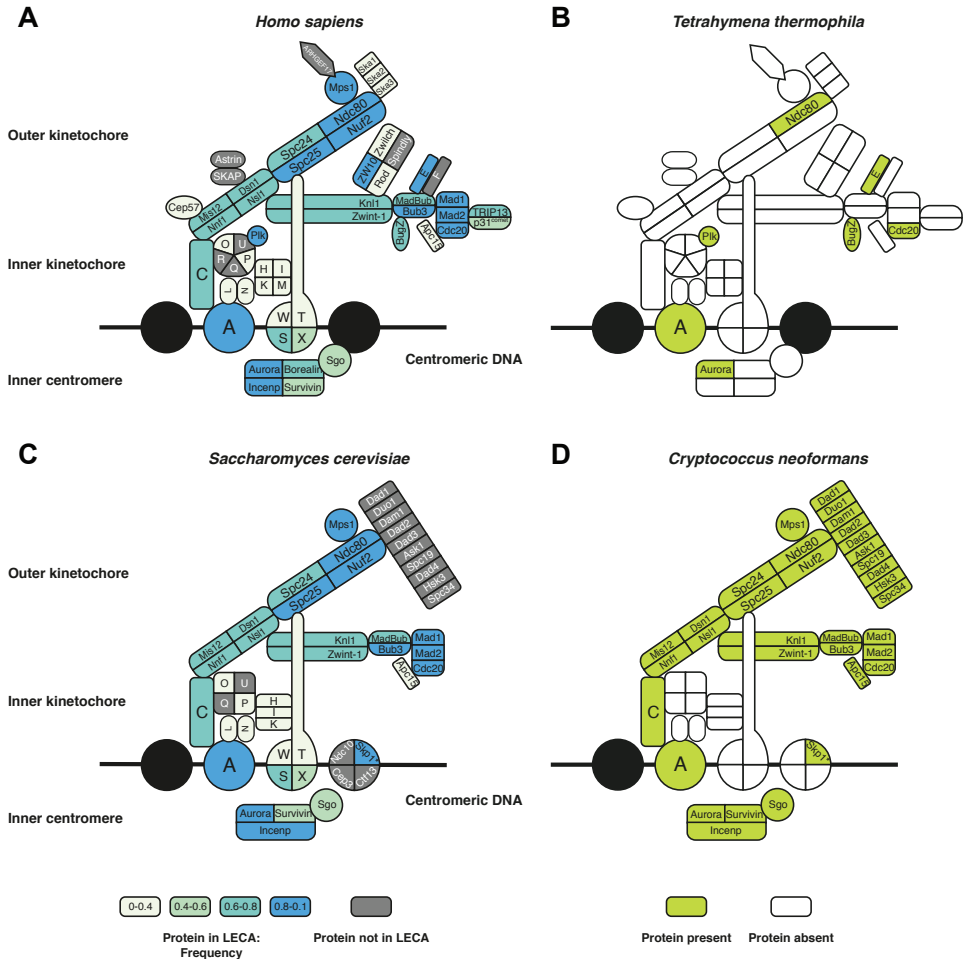 A
Homo sapiens
ARHGEF17
Mps1
Ska1
Ska2
Ska3
Outer kinetochore
Ndc80
Nuf2
Spc24
Spc25
Astrin
SKAP
ZW10
Zwilch
Rod
Spindly
E
F
Cep57
Mis12
Dsn1
Nnf1
Nsl1
Knl1
Zwint-1
MadBub
Bub3
BugZ
Apc15
Mad1
Mad2
Cdc20
TRIP13
p31comet
Inner kinetochore
C
O
U
R
Q
P
Plk
L
N
H
I
K
M
A
W
T
S
X
Centromeric DNA
Inner centromere
Aurora
Borealin
Incenp
Survivin
Sgo
B
Tetrahymena thermophila
Ndc80
E
BugZ
Cdc20
Plk
A
Aurora
C
Saccharomyces cerevisiae
Mps1
Dad1
Duo1
Dam1
Dad2
Dad3
Ask1
Spc19
Dad4
Hsk3
Spc34
Outer kinetochore
Ndc80
Nuf2
Spc24
Spc25
Mis12
Dsn1
Nnf1
Nsl1
Knl1
Zwint-1
MadBub
Bub3
Apc15
Mad1
Mad2
Cdc20
Inner kinetochore
C
O
U
Q
P
L
N
H
I
K
A
W
T
S
X
Ndc10
Skp1*
Cep3
Ctf13
Centromeric DNA
Inner centromere
Aurora
Survivin
Incenp
Sgo
D
Cryptococcus neoformans
Mps1
Dad1
Duo1
Dam1
Dad2
Dad3
Ask1
Spc19
Dad4
Hsk3
Spc34
Ndc80
Nuf2
Spc24
Spc25
Mis12
Dsn1
Nnf1
Nsl1
Knl1
Zwint-1
MadBub
Bub3
Apc15
Mad1
Mad2
Cdc20
C
A
Skp1*
Aurora
Survivin
Incenp
Sgo
0-0.4
0.4-0.6
0.6-0.8
0.8-0.1
Protein in LECA:
Frequency
Protein not in LECA
Protein present
Protein absent